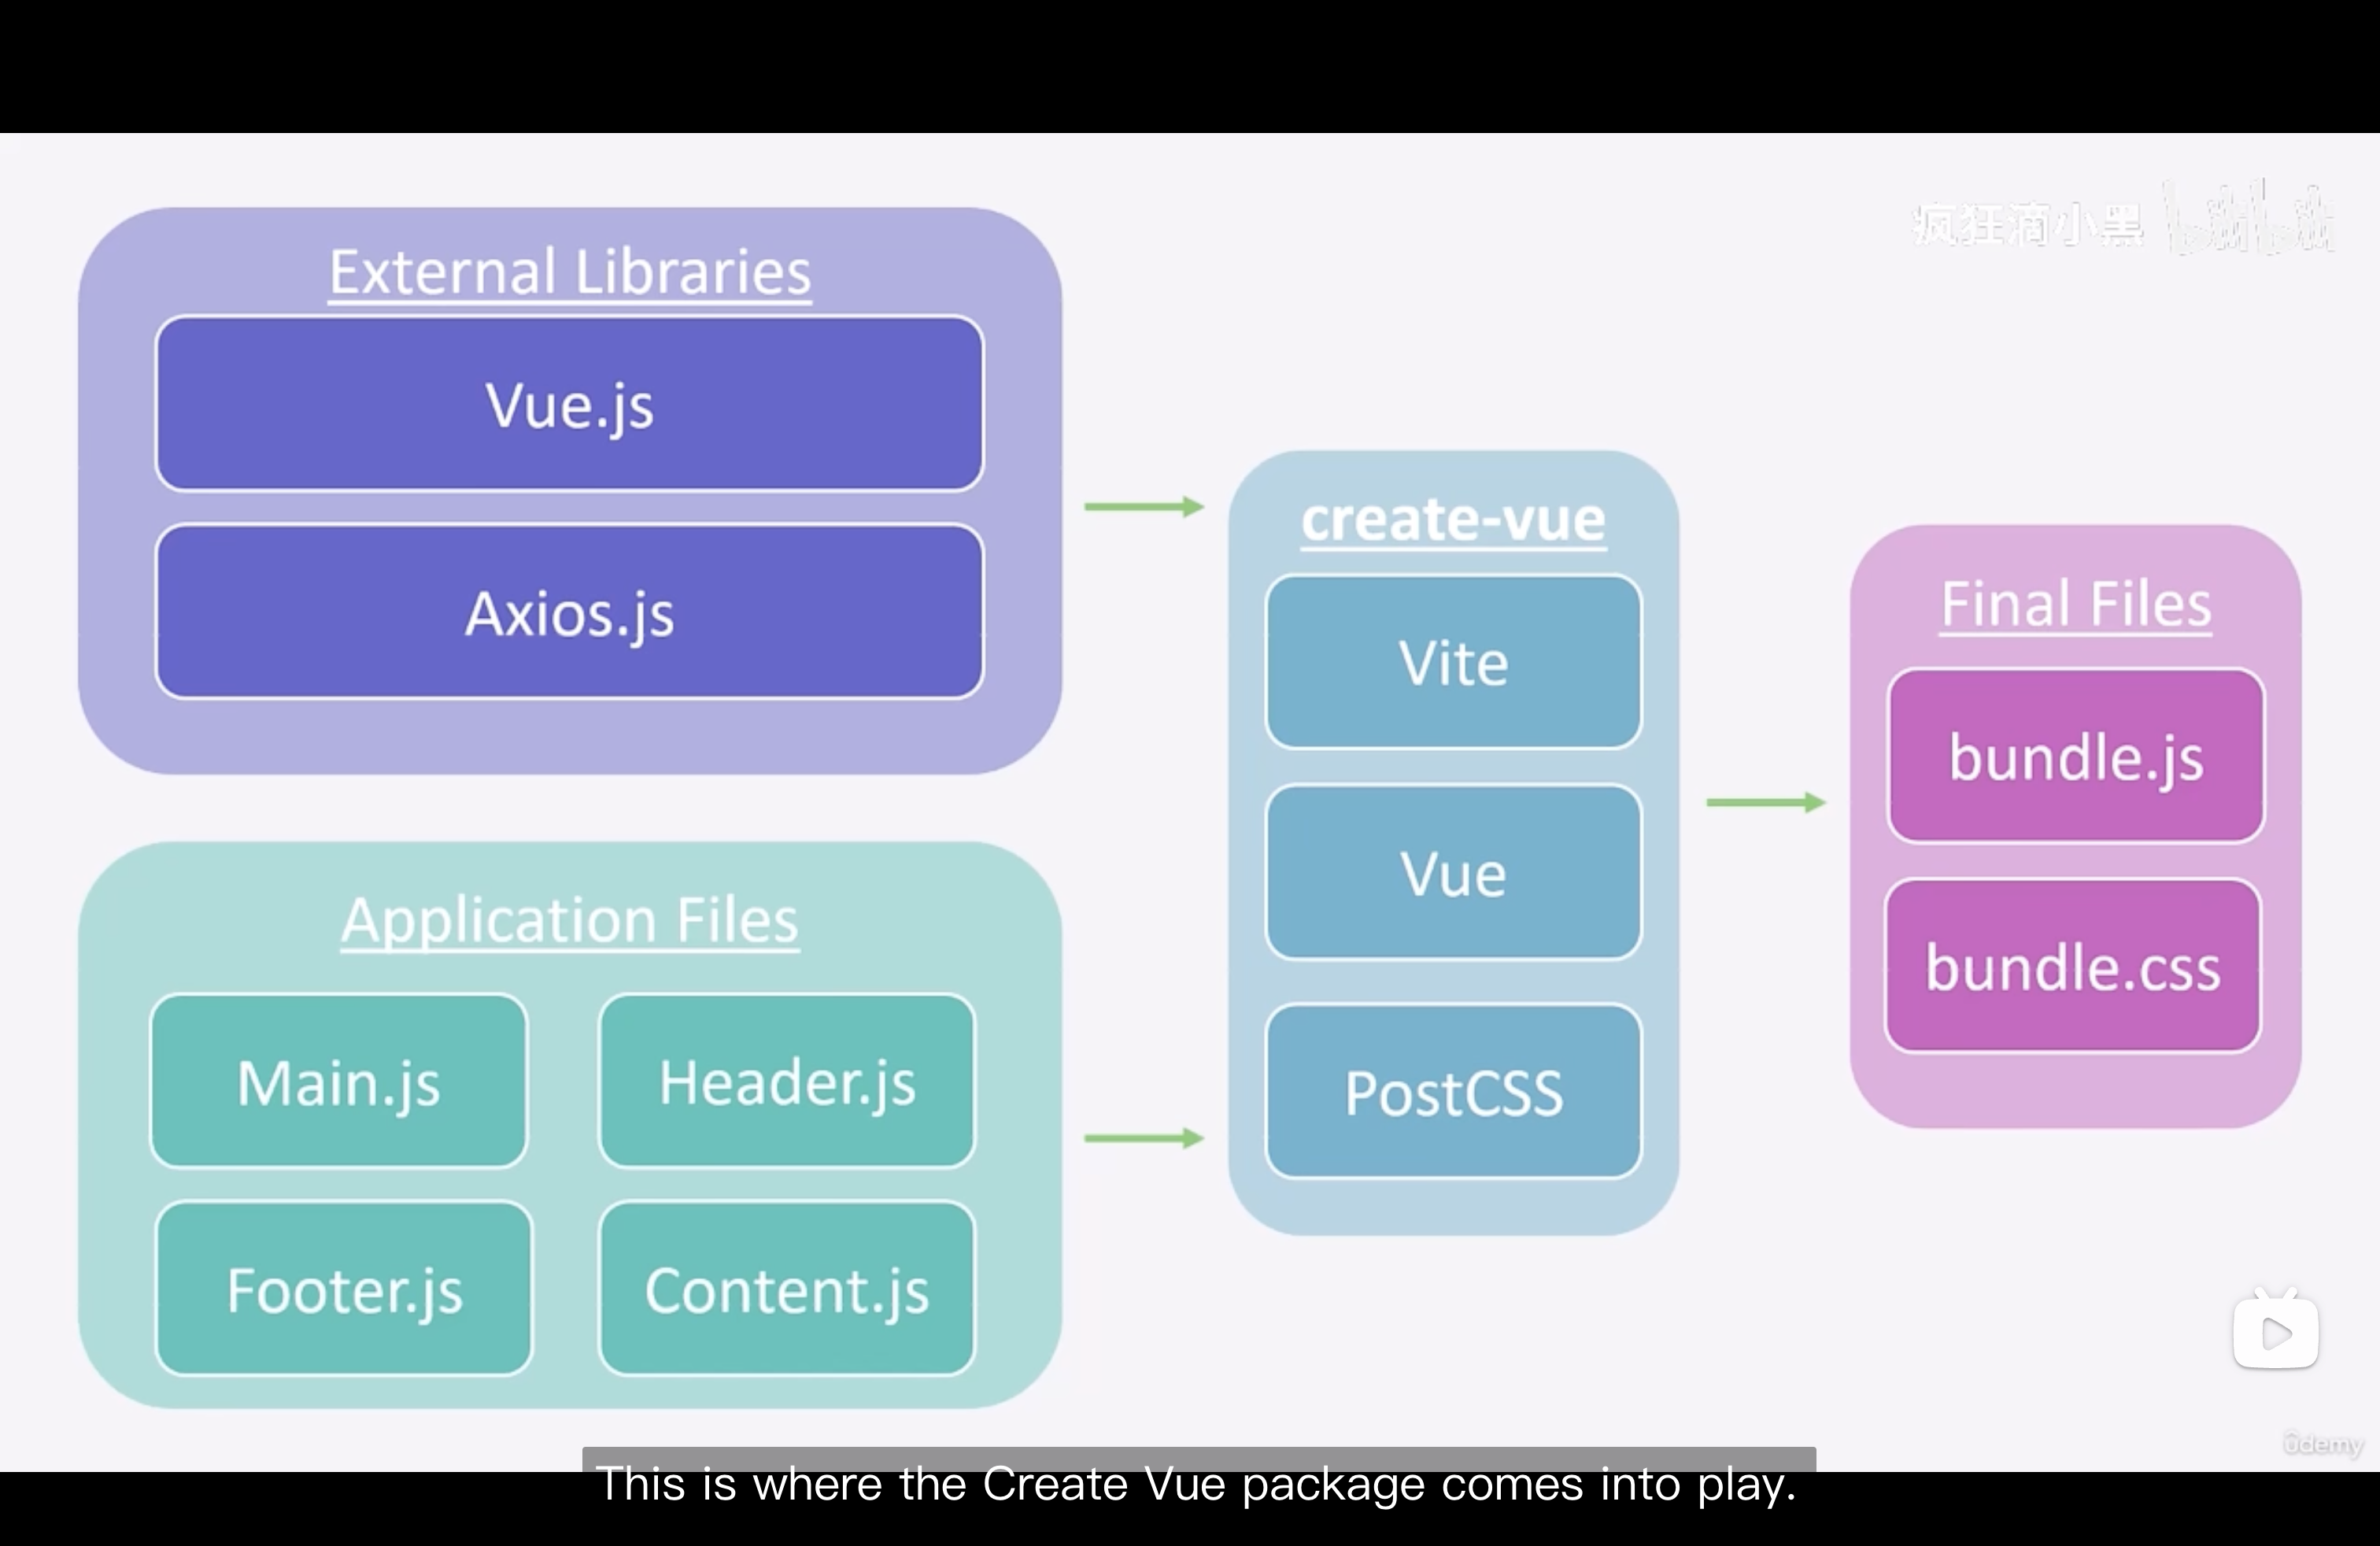 疯狂滴小黑 bilibili
External Libraries
Vue.js
Axios.js
Application Files
Main.js
Header.js
Footer.js
Content.js
create-vue
Vite
Vue
PostCSS
Final Files
bundle.js
bundle.css
udemy
This is where the Create Vue package comes into play.